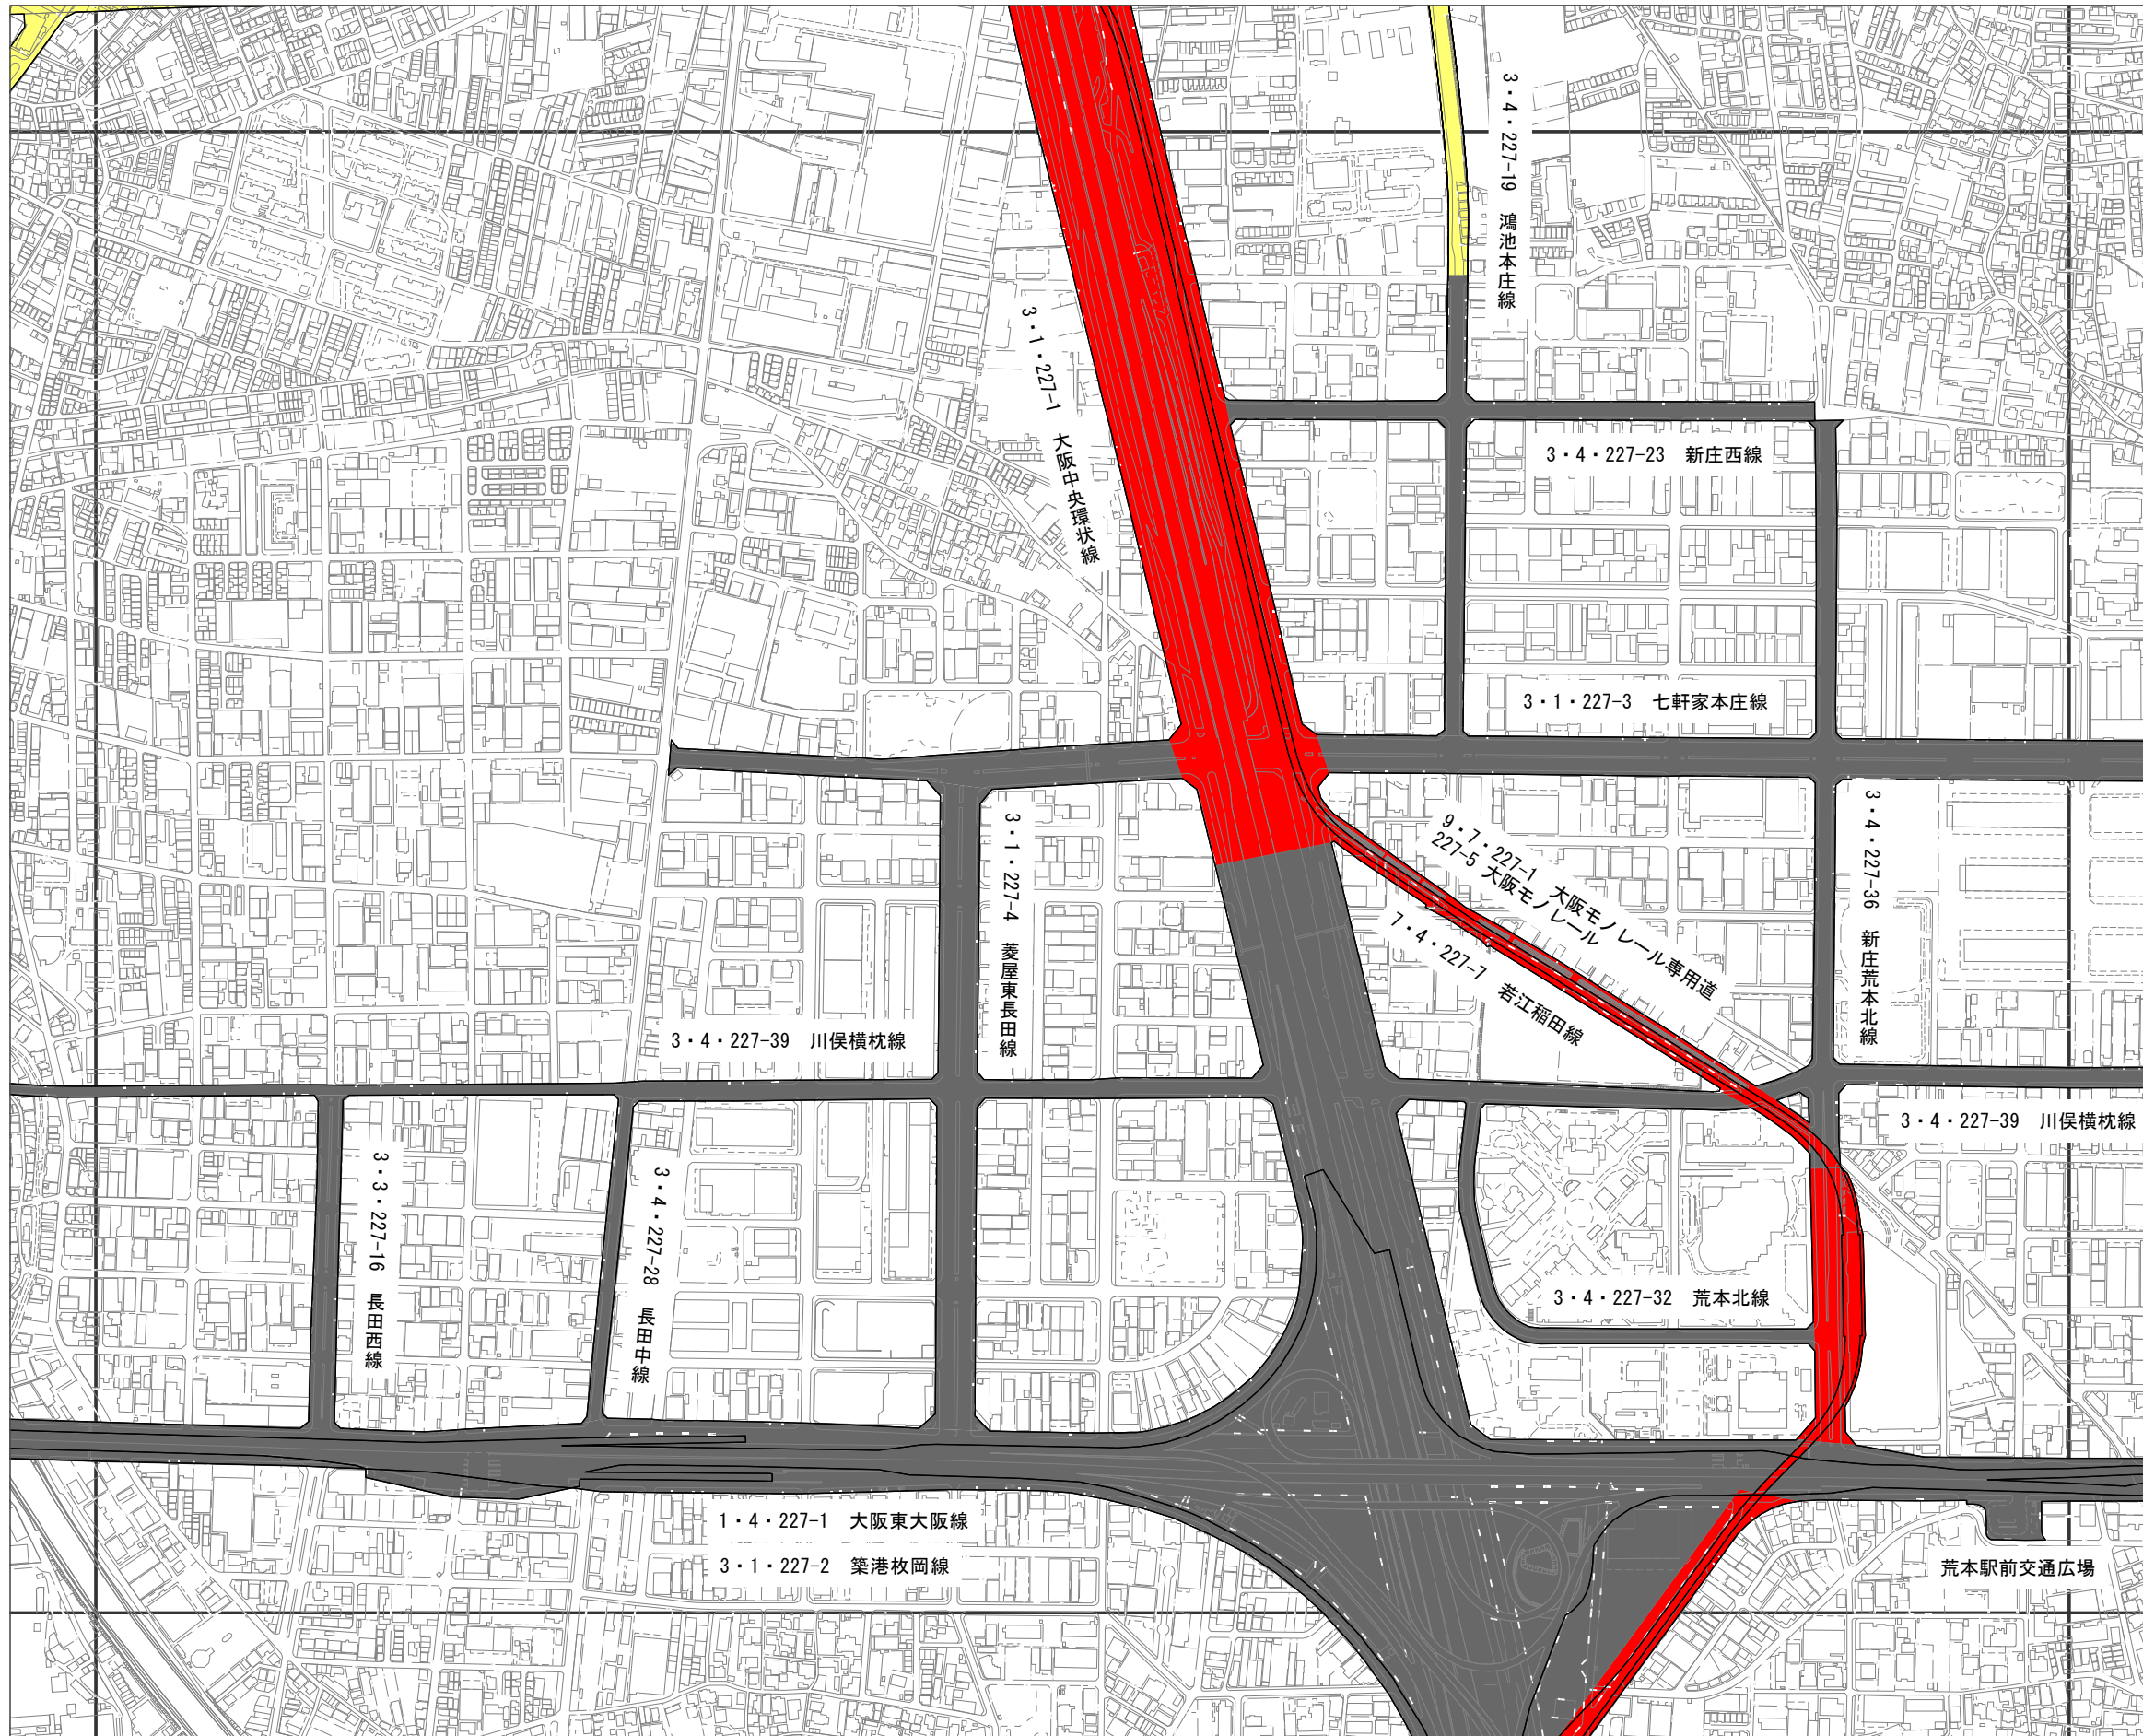 3・4・227-19 鴻池本庄線
3・1・227-1 大阪中央環状線
3・4・227-23 新庄西線
3・1・227-3 七軒家本庄線
3・1・227-4 菱屋東長田線
9・7・227-1 大阪モノレール専用道
227-5 大阪モノレール
7・4・227-7 若江稲田線
3・4・227-36 新庄荒本北線
3・4・227-39 川俣横枕線
3・4・227-39 川俣横枕線
3・3・227-16 長田西線
3・4・227-28 長田中線
3・4・227-32 荒本北線
1・4・227-1 大阪東大阪線
3・1・227-2 築港枚岡線
荒本駅前交通広場